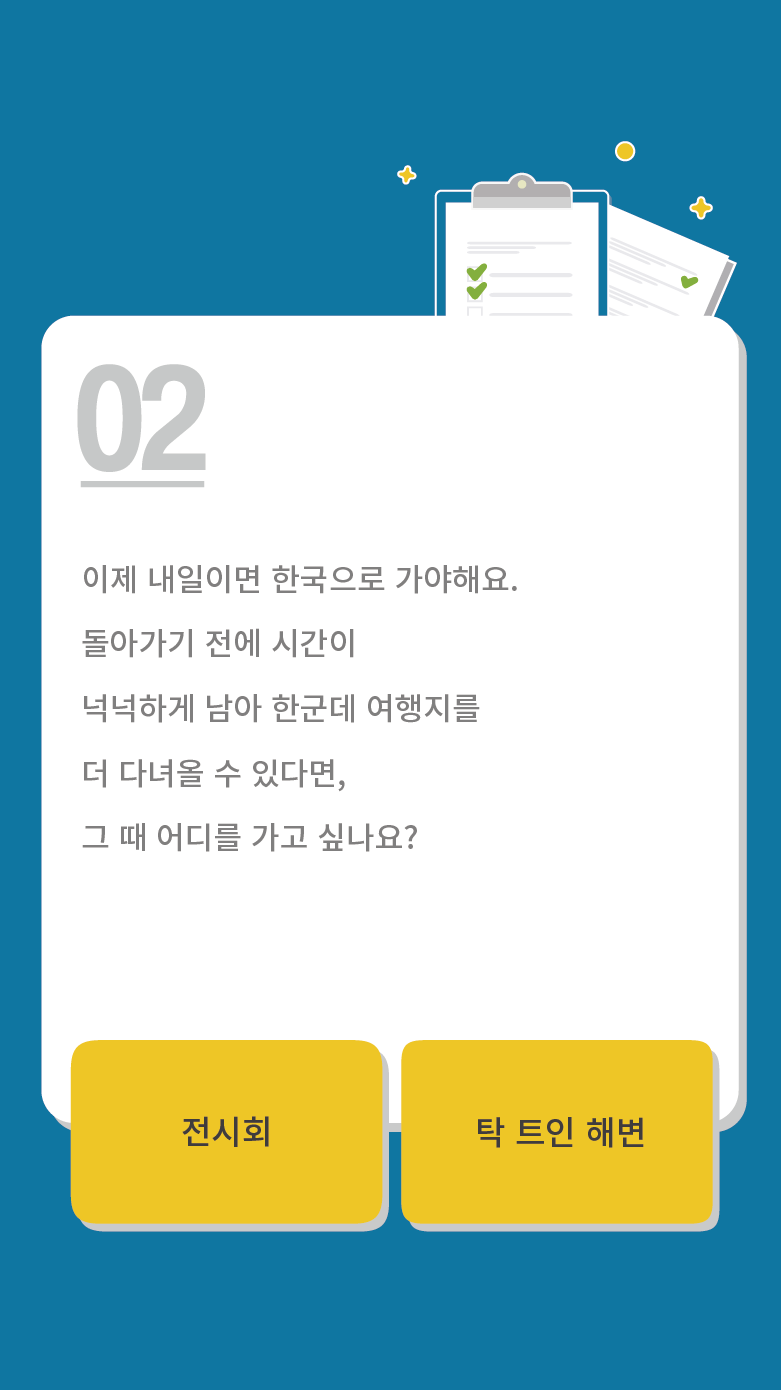 02
이제 내일이면 한국으로 가야해요.
돌아가기 전에 시간이
넉넉하게 남아 한군데 여행지를
더 다녀올 수 있다면,
그 때 어디를 가고 싶나요?
전시회
탁 트인 해변